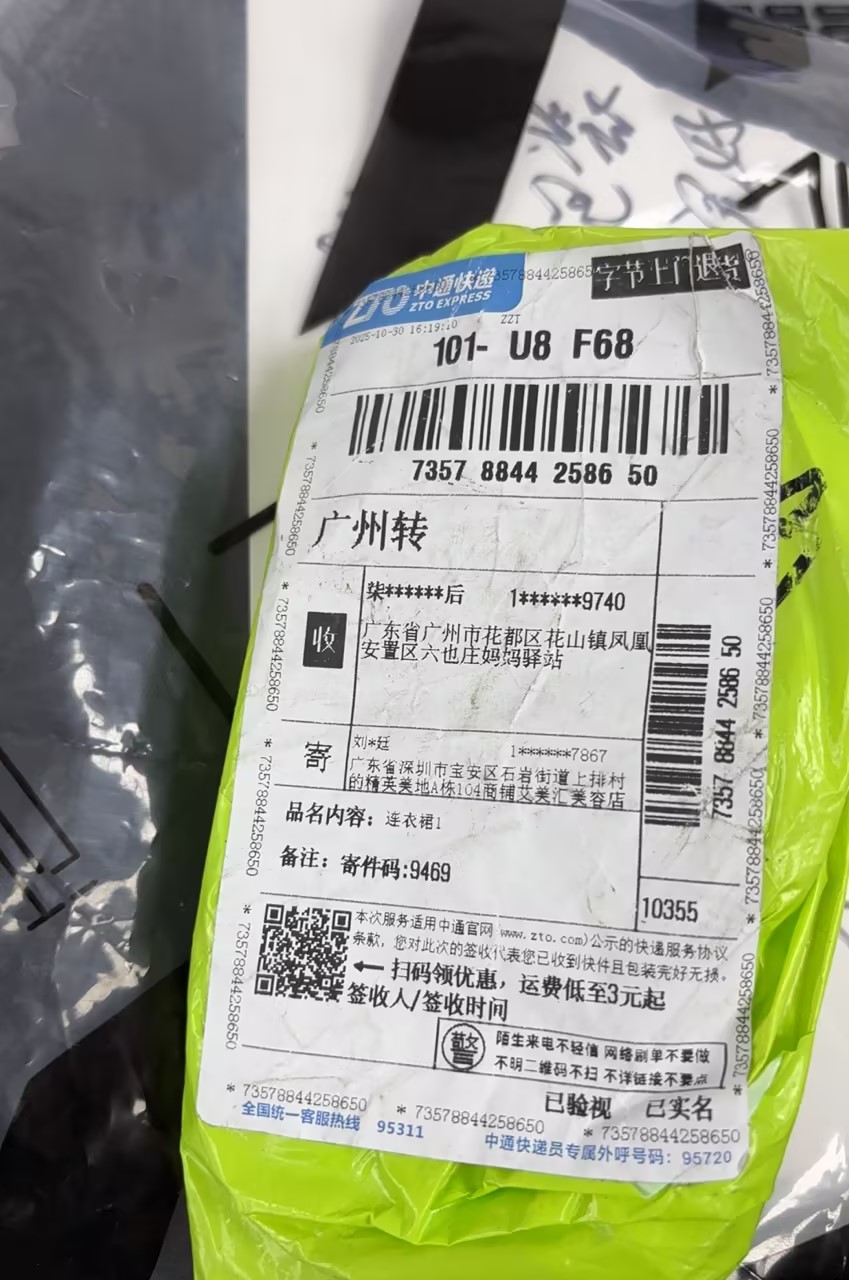 ZTO 中通快递
ZTO EXPRESS
字节上门退货
2025-10-30 16:19:10
ZZT
101- U8 F68
7357 8844 2586 50
广州转
收
柒******后 1******9740
广东省广州市花都区花山镇凤凰
安置区六也庄妈妈驿站
寄
刘*廷 1******7867
广东省深圳市宝安区石岩街道上排村
的精英美地A栋104商铺艾美汇美容店
7357 8844 2586 50
品名内容：连衣裙1
备注：寄件码:9469
10355
本次服务适用中通官网 www.zto.com)公示的快递服务协议
条款，您对此次的签收代表您已收到快件且包装完好无损。
扫码领优惠，运费低至3元起
签收人/签收时间
警
陌生来电不轻信 网络刷单不要做
不明二维码不扫 不详链接不要点
已验视 已实名
* 73578844258650 * 73578844258650 * 73578844258650
全国统一客服热线 95311
中通快递员专属外呼号码：95720
* 73578844258650
* 73578844258650
* 73578844258650
* 73578844258650
* 73578844258650
* 73578844258650
* 73578844258650